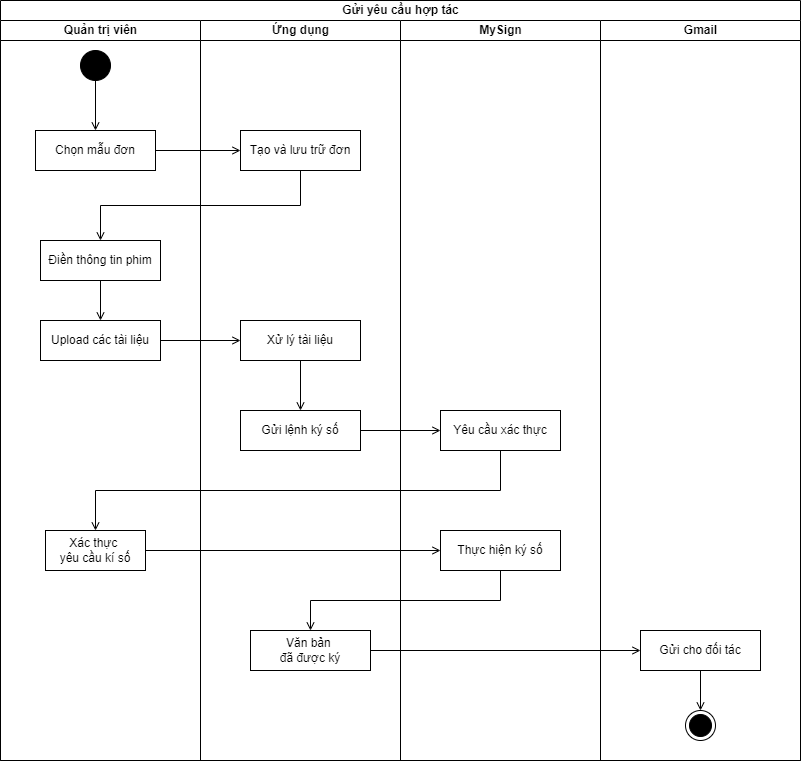 Gửi yêu cầu hợp tác
Quản trị viên
Ứng dụng
MySign
Gmail
Chọn mẫu đơn
Tạo và lưu trữ đơn
Điền thông tin phim
Upload các tài liệu
Xử lý tài liệu
Gửi lệnh ký số
Yêu cầu xác thực
Xác thực
yêu cầu kí số
Thực hiện ký số
Văn bản
đã được ký
Gửi cho đối tác